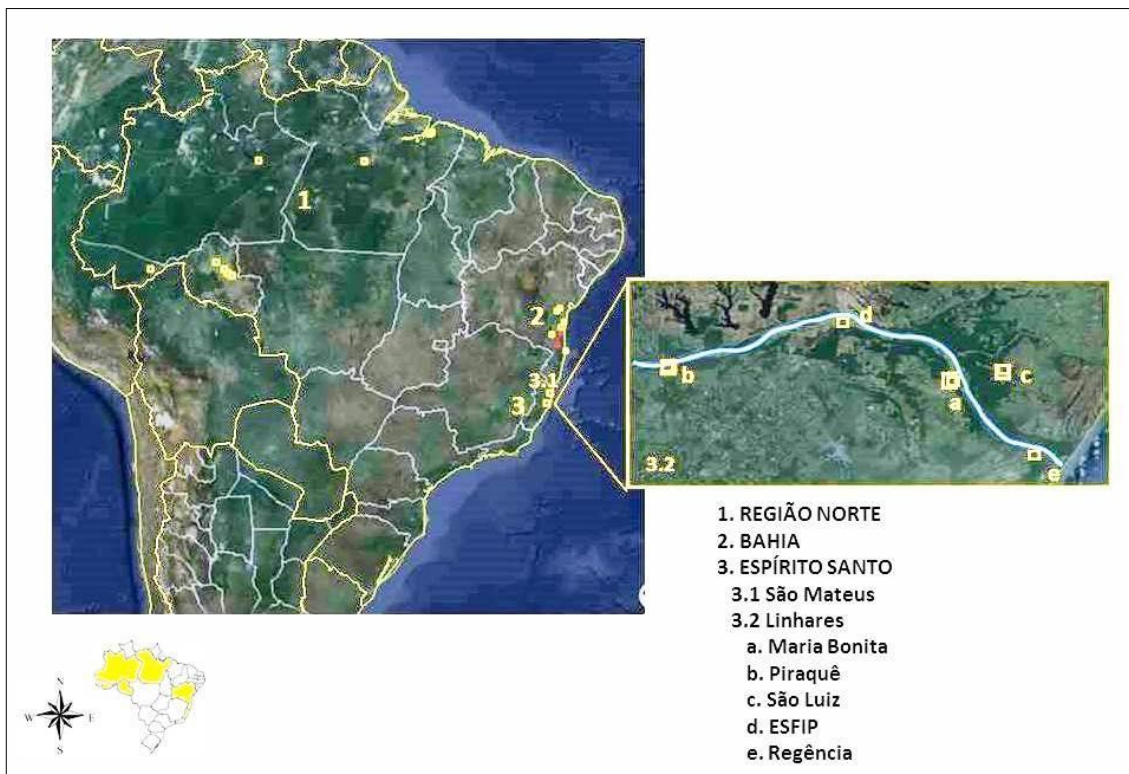 1
2
3.1
3
b
d
c
a
e
3.2
1. REGIÃO NORTE
2. BAHIA
3. ESPÍRITO SANTO
3.1 São Mateus
3.2 Linhares
a. Maria Bonita
b. Piraquê
c. São Luiz
d. ESFIP
e. Regência
N
W E
S